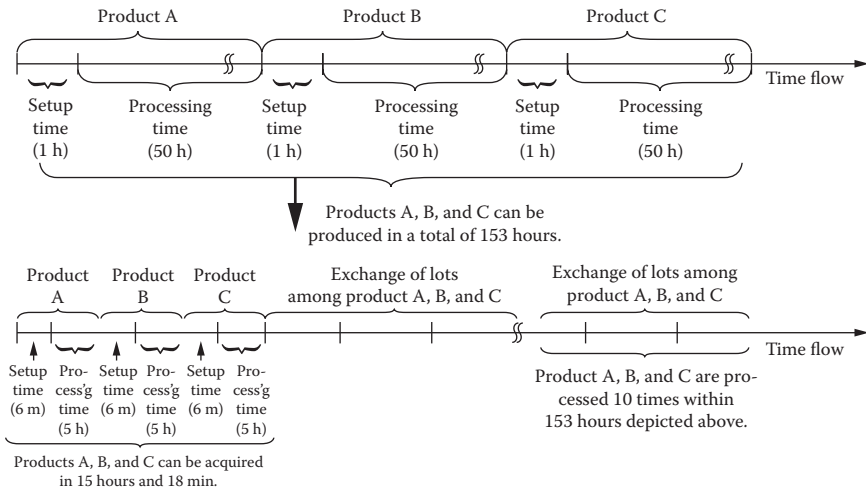 Product A
Product B
Product C
Time flow
Setup
time
(1 h)
Processing
time
(50 h)
Setup
time
(1 h)
Processing
time
(50 h)
Setup
time
(1 h)
Processing
time
(50 h)
Products A, B, and C can be
produced in a total of 153 hours.
Product
A
Product
B
Product
C
Exchange of lots
among product A, B, and C
Exchange of lots among
product A, B, and C
Time flow
Setup
time
(6 m)
Pro-
cess'g
time
(5 h)
Setup
time
(6 m)
Pro-
cess'g
time
(5 h)
Setup
time
(6 m)
Pro-
cess'g
time
(5 h)
Product A, B, and C are pro-
cessed 10 times within
153 hours depicted above.
Products A, B, and C can be acquired
in 15 hours and 18 min.